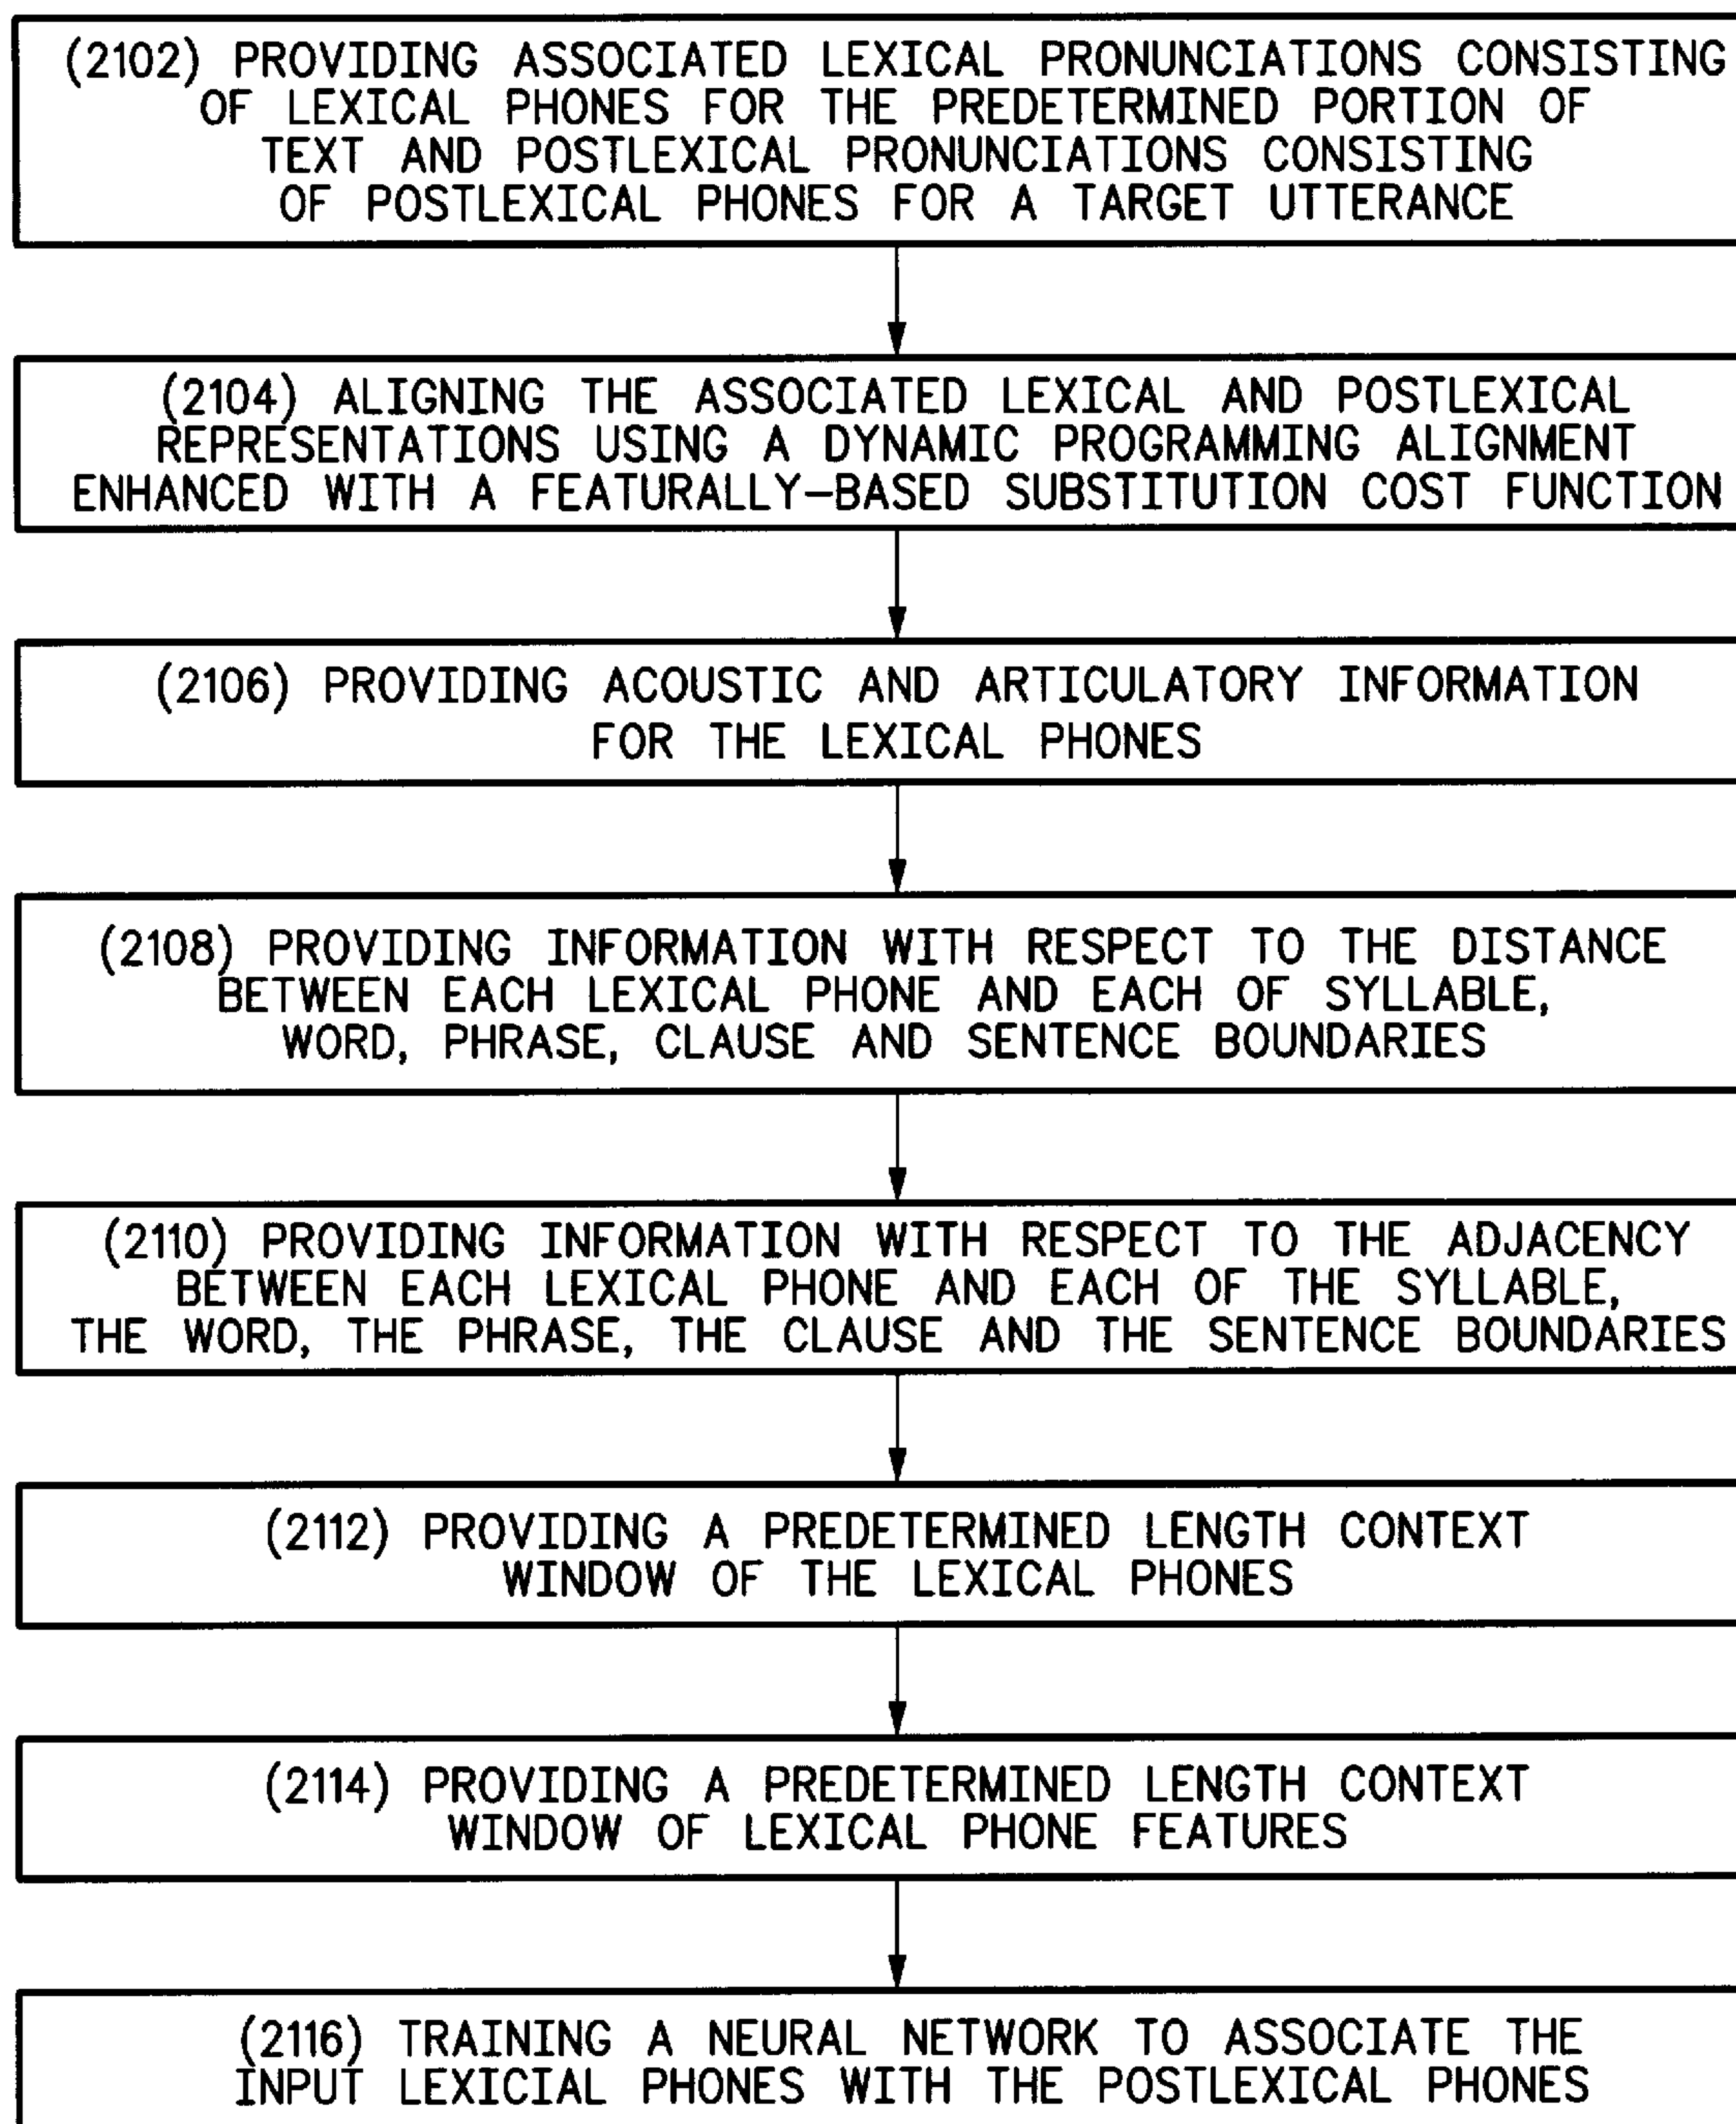 (2102) PROVIDING ASSOCIATED LEXICAL PRONUNCIATIONS CONSISTING
OF LEXICAL PHONES FOR THE PREDETERMINED PORTION OF
TEXT AND POSTLEXICAL PRONUNCIATIONS CONSISTING
OF POSTLEXICAL PHONES FOR A TARGET UTTERANCE
(2104) ALIGNING THE ASSOCIATED LEXICAL AND POSTLEXICAL
REPRESENTATIONS USING A DYNAMIC PROGRAMMING ALIGNMENT
ENHANCED WITH A FEATURALLY-BASED SUBSTITUTION COST FUNCTION
(2106) PROVIDING ACOUSTIC AND ARTICULATORY INFORMATION
FOR THE LEXICAL PHONES
(2108) PROVIDING INFORMATION WITH RESPECT TO THE DISTANCE
BETWEEN EACH LEXICAL PHONE AND EACH OF SYLLABLE,
WORD, PHRASE, CLAUSE AND SENTENCE BOUNDARIES
(2110) PROVIDING INFORMATION WITH RESPECT TO THE ADJACENCY
BETWEEN EACH LEXICAL PHONE AND EACH OF THE SYLLABLE,
THE WORD, THE PHRASE, THE CLAUSE AND THE SENTENCE BOUNDARIES
(2112) PROVIDING A PREDETERMINED LENGTH CONTEXT
WINDOW OF THE LEXICAL PHONES
(2114) PROVIDING A PREDETERMINED LENGTH CONTEXT
WINDOW OF LEXICAL PHONE FEATURES
(2116) TRAINING A NEURAL NETWORK TO ASSOCIATE THE
INPUT LEXICIAL PHONES WITH THE POSTLEXICAL PHONES